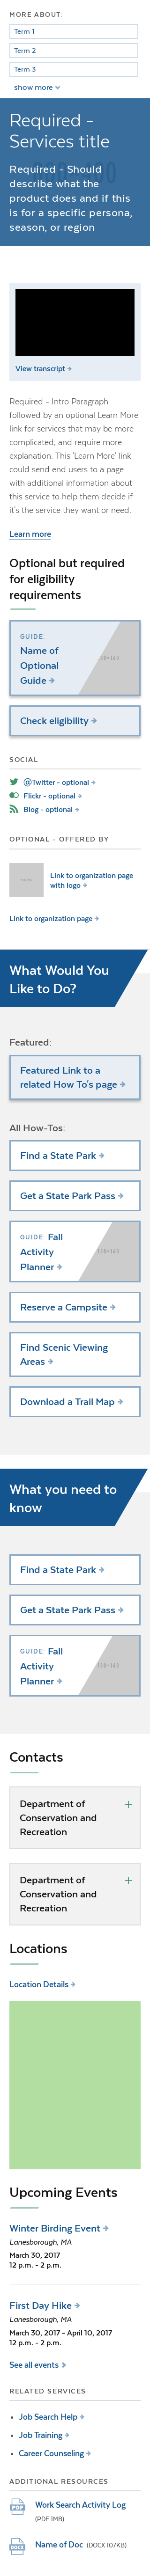 MORE ABOUT:
Term 1
Term 2
Term 3
show more
Required -
Services title
Required - Should
describe what the
product does and if this
is for a specific persona,
season, or region
View transcript
Required - Intro Paragraph
followed by an optional Learn More
link for services that may be more
complicated, and require more
explanation. This 'Learn More' link
could could send end users to a page
with additional information about
this service to help them decide if
it's the service they want or need.
Learn more
Optional but required
for eligibility
requirements
GUIDE:
Name of
Optional
Guide
Check eligibility
SOCIAL
@Twitter - optional
Flickr - optional
Blog - optional
OPTIONAL - OFFERED BY
Link to organization page
with logo
Link to organization page
What Would You
Like to Do?
Featured:
Featured Link to a
related How To's page
All How-Tos:
Find a State Park
Get a State Park Pass
GUIDE: Fall
Activity
Planner
Reserve a Campsite
Find Scenic Viewing
Areas
Download a Trail Map
What you need to
know
Find a State Park
Get a State Park Pass
GUIDE: Fall
Activity
Planner
Contacts
Department of
Conservation and
Recreation
Department of
Conservation and
Recreation
Locations
Location Details
Upcoming Events
Winter Birding Event
Lanesborough, MA
March 30, 2017
12 p.m. - 2 p.m.
First Day Hike
Lanesborough, MA
March 30, 2017 - April 10, 2017
12 p.m. - 2 p.m.
See all events
RELATED SERVICES
Job Search Help
Job Training
Career Counseling
ADDITIONAL RESOURCES
PDF Work Search Activity Log
(PDF 1MB)
DOCX Name of Doc (DOCX 107KB)